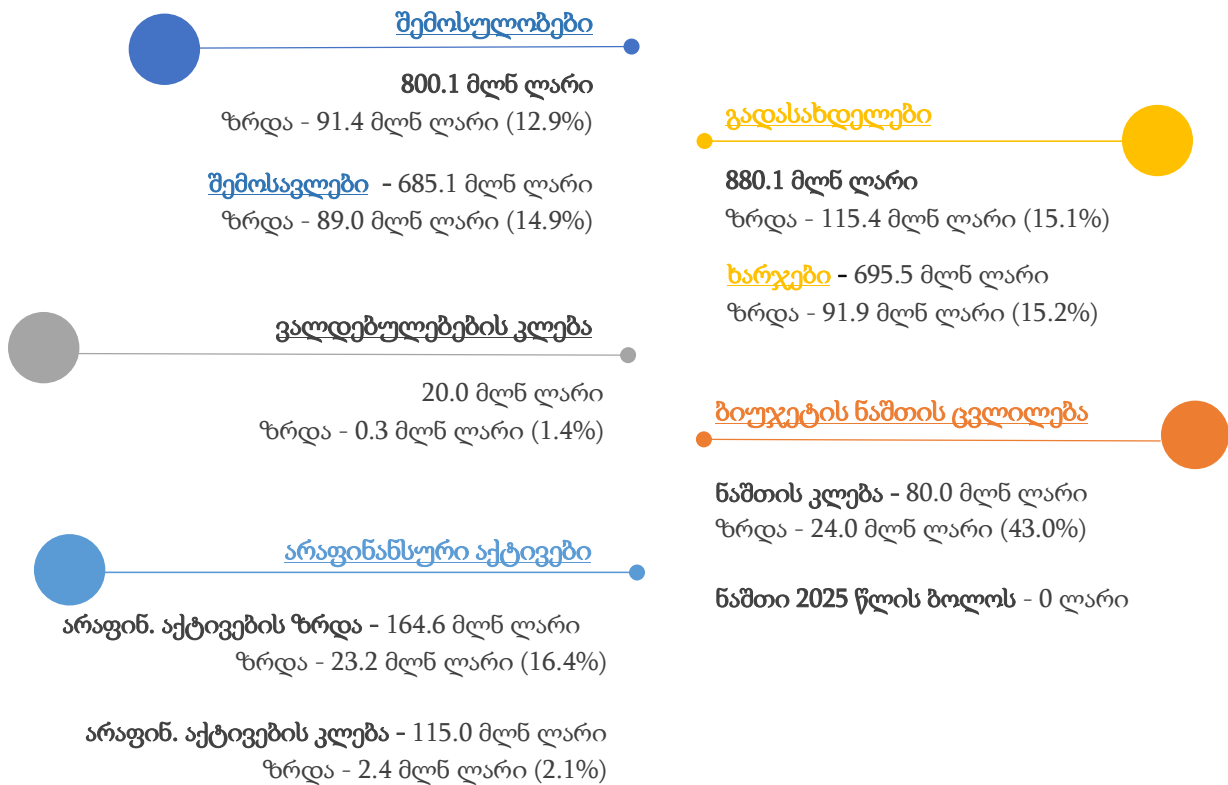 შემოსულობები
800.1 მლნ ლარი
ზრდა - 91.4 მლნ ლარი (12.9%)
შემოსავლები - 685.1 მლნ ლარი
ზრდა - 89.0 მლნ ლარი (14.9%)
ვალდებულებების კლება
20.0 მლნ ლარი
ზრდა - 0.3 მლნ ლარი (1.4%)
არაფინანსური აქტივები
არაფინ. აქტივების ზრდა - 164.6 მლნ ლარი
ზრდა - 23.2 მლნ ლარი (16.4%)
არაფინ. აქტივების კლება - 115.0 მლნ ლარი
ზრდა - 2.4 მლნ ლარი (2.1%)
გადასახდელები
880.1 მლნ ლარი
ზრდა - 115.4 მლნ ლარი (15.1%)
ხარჯები - 695.5 მლნ ლარი
ზრდა - 91.9 მლნ ლარი (15.2%)
ბიუჯეტის ნაშთის ცვლილება
ნაშთის კლება - 80.0 მლნ ლარი
ზრდა - 24.0 მლნ ლარი (43.0%)
ნაშთი 2025 წლის ბოლოს - 0 ლარი